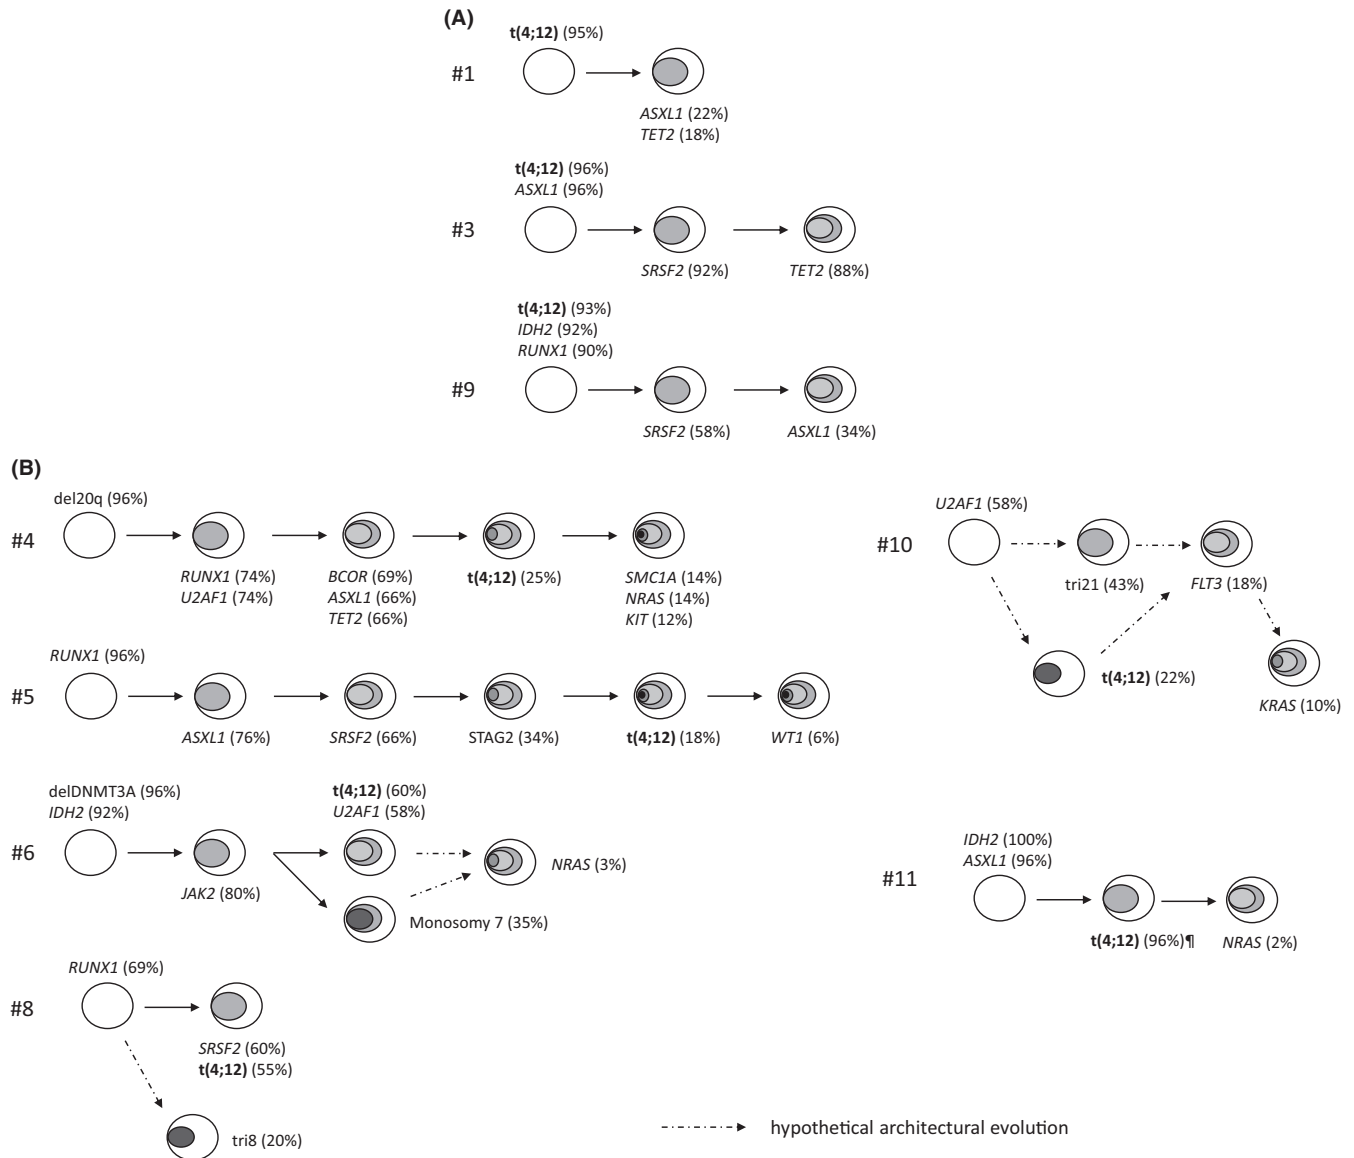 (A)
#1
t(4;12) (95%)
ASXL1 (22%)
TET2 (18%)
#3
t(4;12) (96%)
ASXL1 (96%)
SRSF2 (92%)
TET2 (88%)
#9
t(4;12) (93%)
IDH2 (92%)
RUNX1 (90%)
SRSF2 (58%)
ASXL1 (34%)
(B)
#4
del20q (96%)
RUNX1 (74%)
U2AF1 (74%)
BCOR (69%)
ASXL1 (66%)
TET2 (66%)
t(4;12) (25%)
SMC1A (14%)
NRAS (14%)
KIT (12%)
#5
RUNX1 (96%)
ASXL1 (76%)
SRSF2 (66%)
STAG2 (34%)
t(4;12) (18%)
WT1 (6%)
#6
delDNMT3A (96%)
IDH2 (92%)
JAK2 (80%)
t(4;12) (60%)
U2AF1 (58%)
Monosomy 7 (35%)
NRAS (3%)
#8
RUNX1 (69%)
SRSF2 (60%)
t(4;12) (55%)
tri8 (20%)
#10
U2AF1 (58%)
tri21 (43%)
FLT3 (18%)
t(4;12) (22%)
KRAS (10%)
#11
IDH2 (100%)
ASXL1 (96%)
t(4;12) (96%)¶
NRAS (2%)
hypothetical architectural evolution